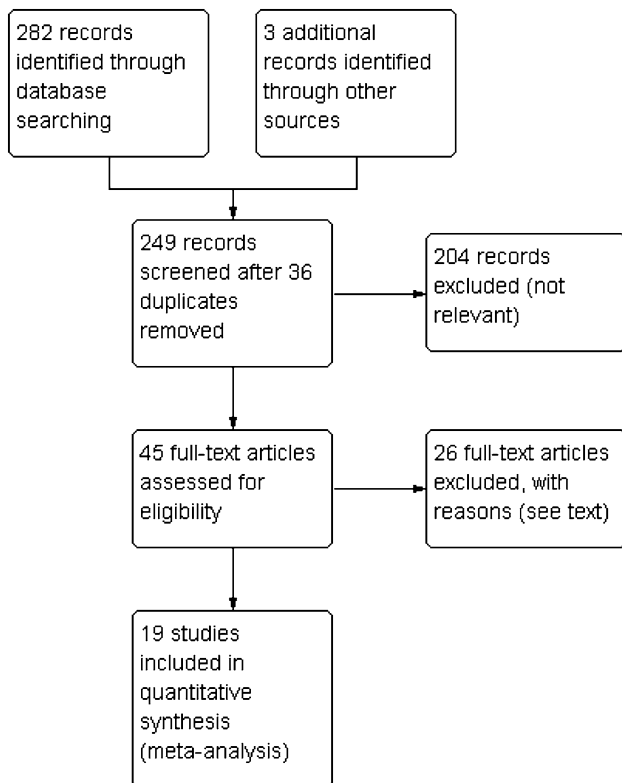 282 records
identified through
database
searching
3 additional
records identified
through other
sources
249 records
screened after 36
duplicates
removed
204 records
excluded (not
relevant)
45 full-text articles
assessed for
eligibility
26 full-text articles
excluded, with
reasons (see text)
19 studies
included in
quantitative
synthesis
(meta-analysis)